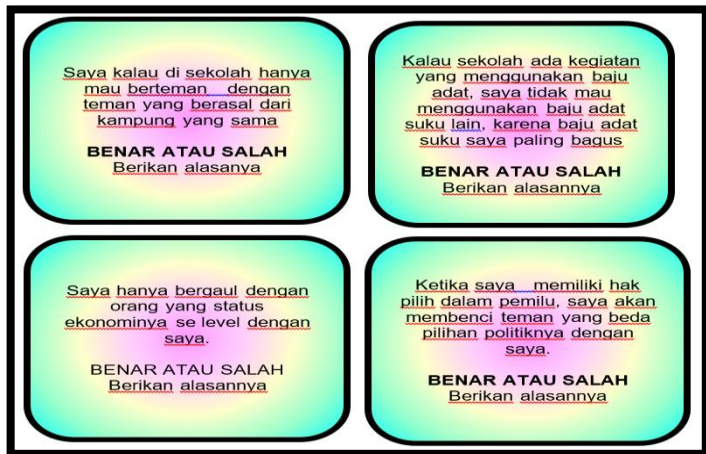 Saya kalau di sekolah hanya
mau berteman dengan
teman yang berasal dari
kampung yang sama
BENAR ATAU SALAH
Berikan alasanya
Kalau sekolah ada kegiatan
yang menggunakan baju
adat, saya tidak mau
menggunakan baju adat
suku lain, karena baju adat
suku saya paling bagus
BENAR ATAU SALAH
Berikan alasannya
Saya hanya bergaul dengan
orang yang status
ekonominya se level dengan
saya.
BENAR ATAU SALAH
Berikan alasannya
Ketika saya memiliki hak
pilih dalam pemilu, saya akan
membenci teman yang beda
pilihan politiknya dengan
saya.
BENAR ATAU SALAH
Berikan alasannya